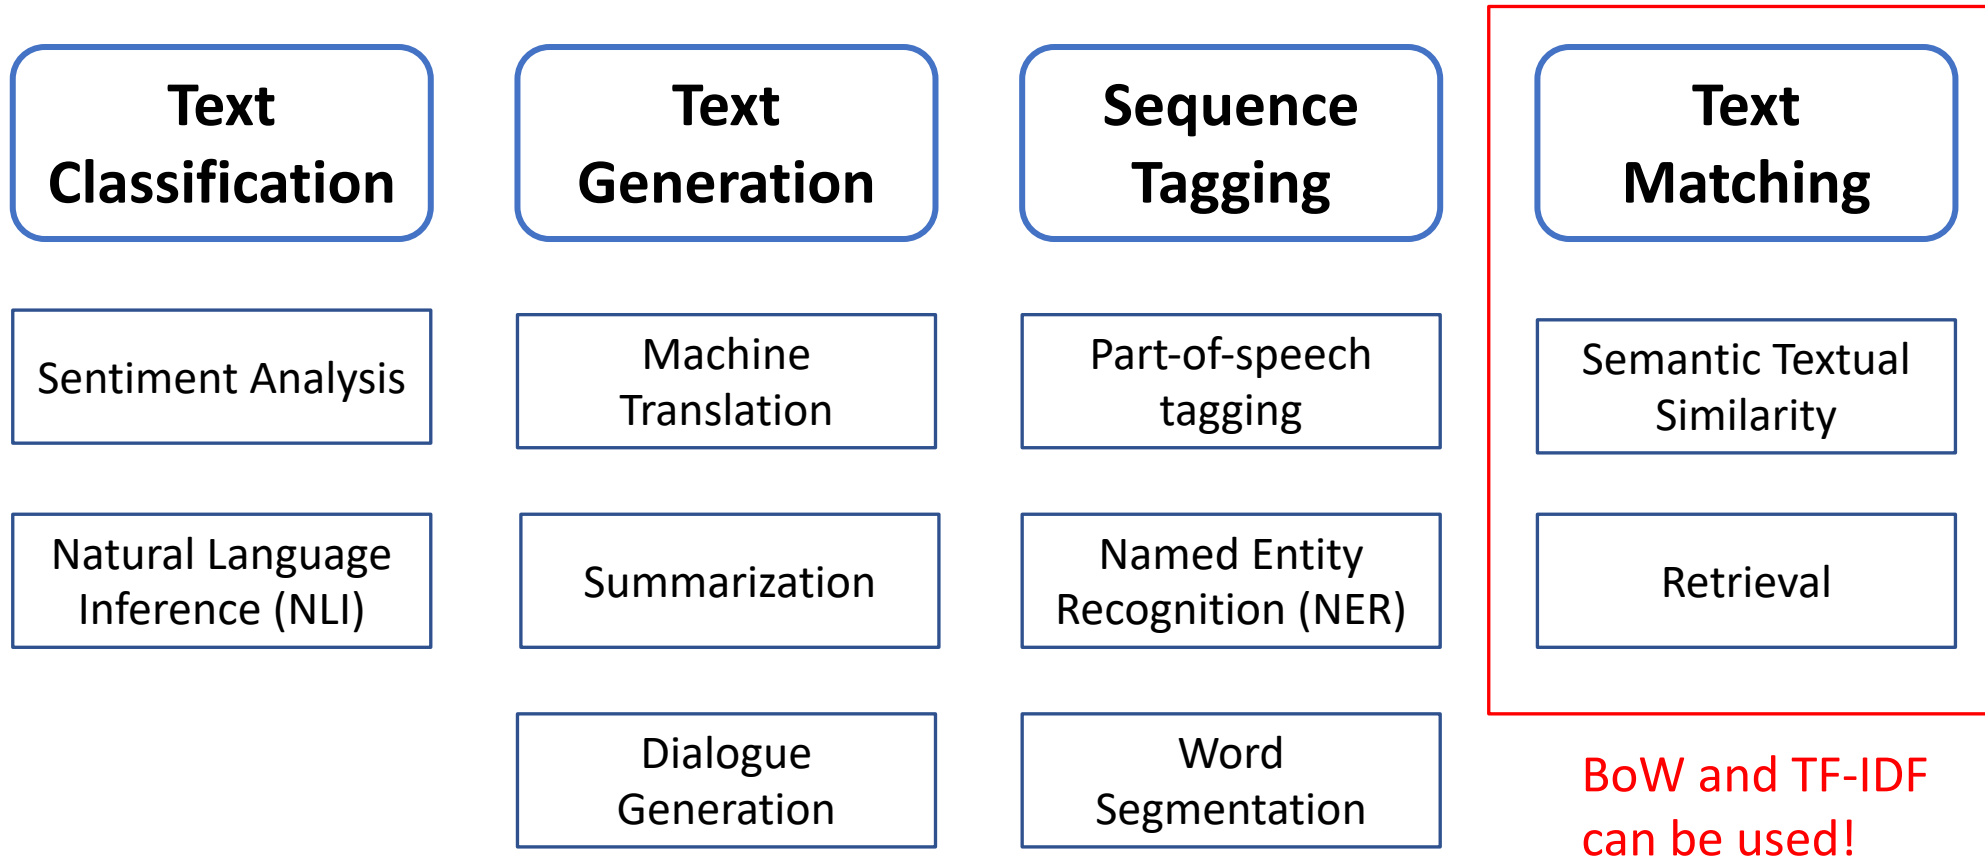 Text
Classification
Sentiment Analysis
Natural Language
Inference (NLI)
Text
Generation
Machine
Translation
Summarization
Dialogue
Generation
Sequence
Tagging
Part-of-speech
tagging
Named Entity
Recognition (NER)
Word
Segmentation
Text
Matching
Semantic Textual
Similarity
Retrieval
BoW and TF-IDF
can be used!